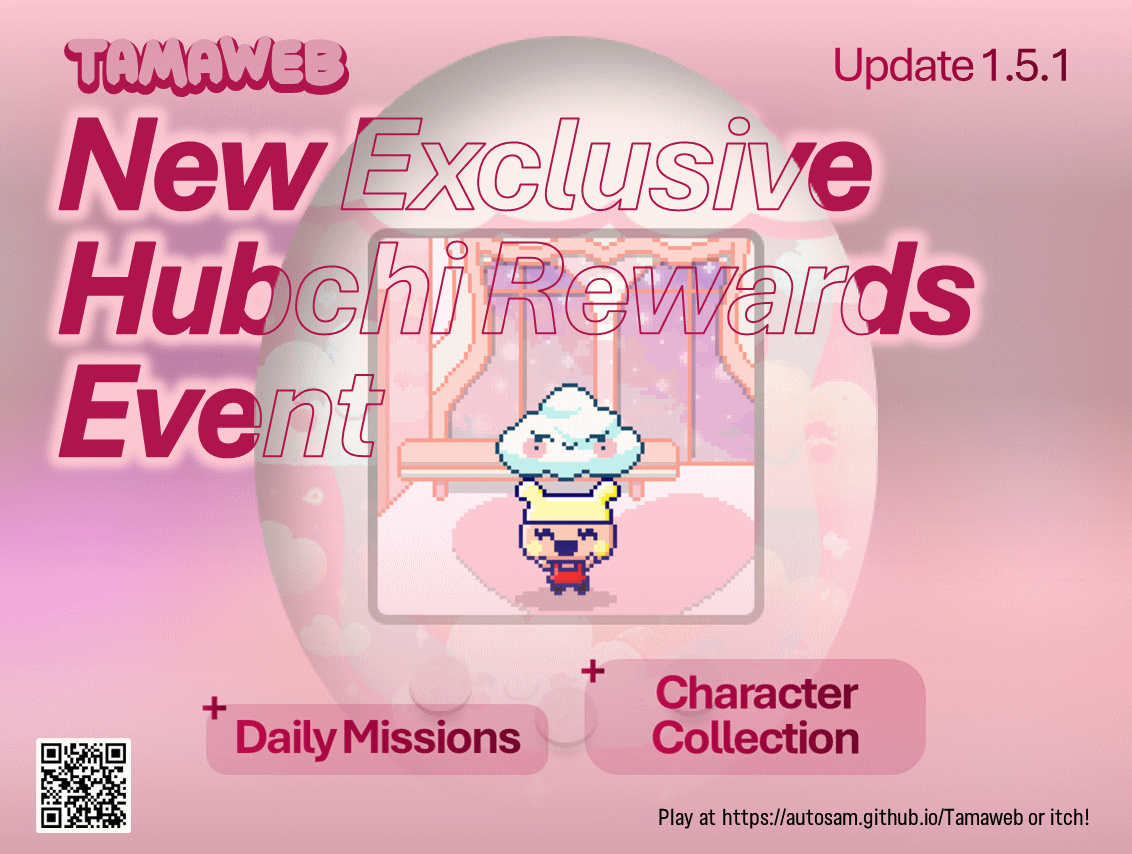 TAMAWEB
Update 1.5.1
New Exclusive
Hubchi Rewards
Event
+
Daily Missions
+
Character
Collection
Play at https://autosam.github.io/Tamaweb or itch!